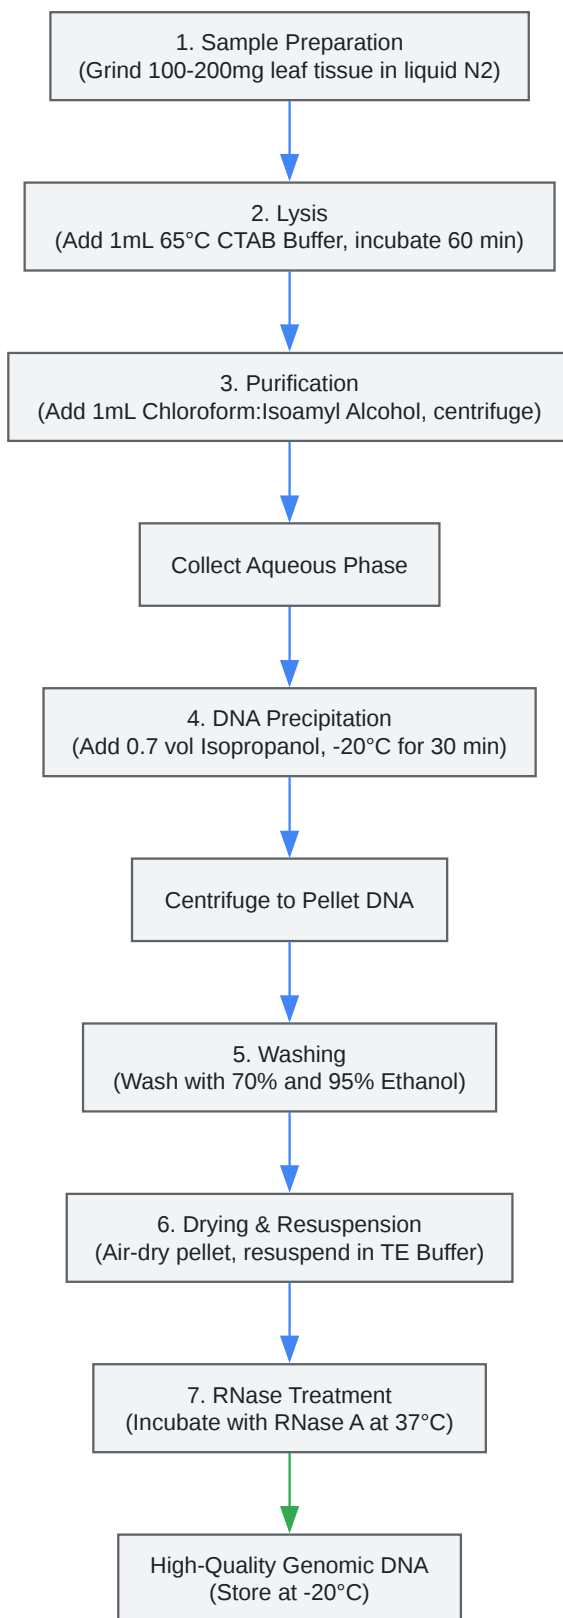 1. Sample Preparation
(Grind 100-200mg leaf tissue in liquid N2)
2. Lysis
(Add 1mL 65°C CTAB Buffer, incubate 60 min)
3. Purification
(Add 1mL Chloroform:Isoamyl Alcohol, centrifuge)
Collect Aqueous Phase
4. DNA Precipitation
(Add 0.7 vol Isopropanol, -20°C for 30 min)
Centrifuge to Pellet DNA
5. Washing
(Wash with 70% and 95% Ethanol)
6. Drying & Resuspension
(Air-dry pellet, resuspend in TE Buffer)
7. RNase Treatment
(Incubate with RNase A at 37°C)
High-Quality Genomic DNA
(Store at -20°C)